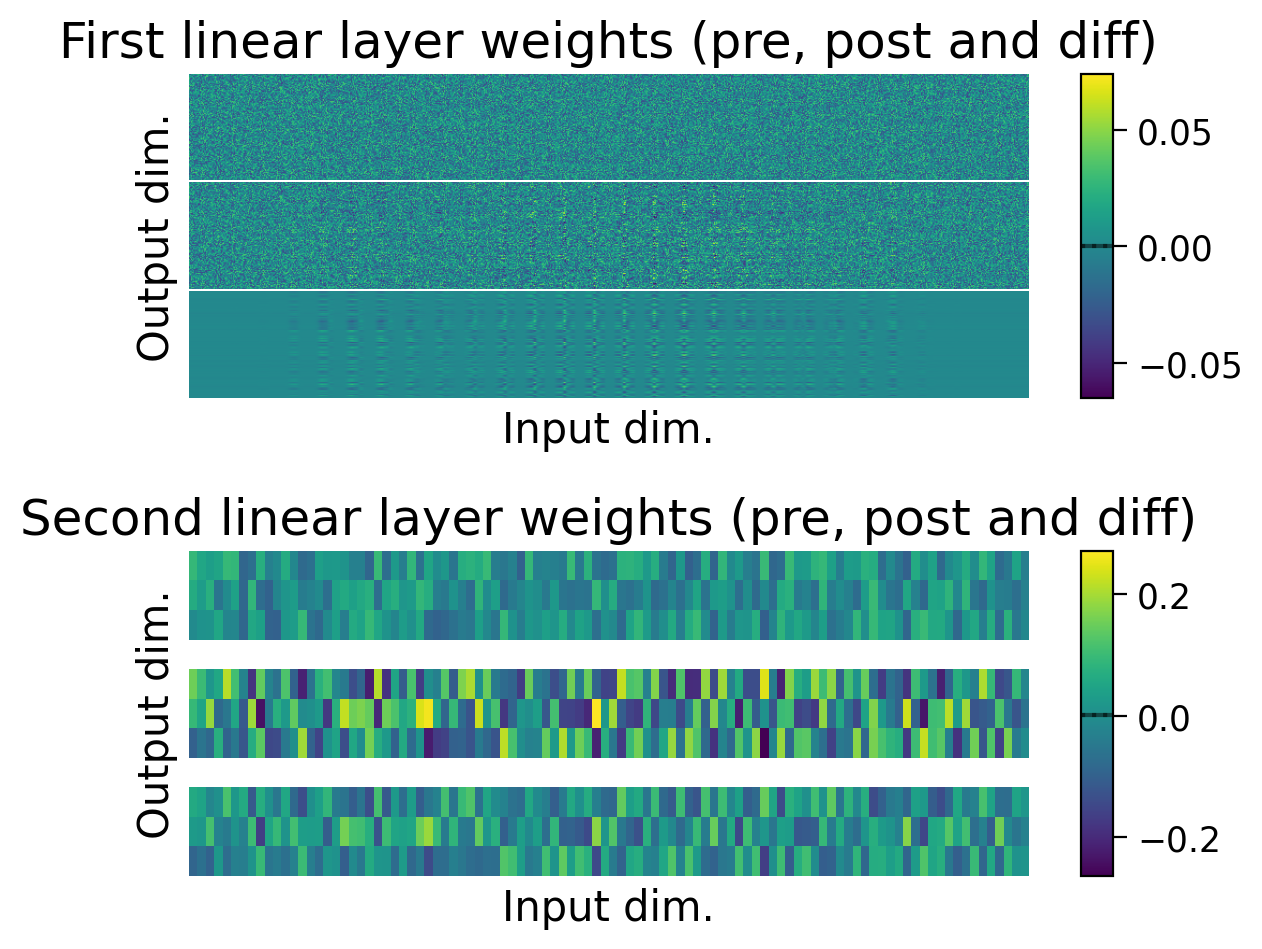 First linear layer weights (pre, post and diff)
Output dim.
Input dim.
0.05
0.00
−0.05
Second linear layer weights (pre, post and diff)
Output dim.
Input dim.
0.2
0.0
−0.2